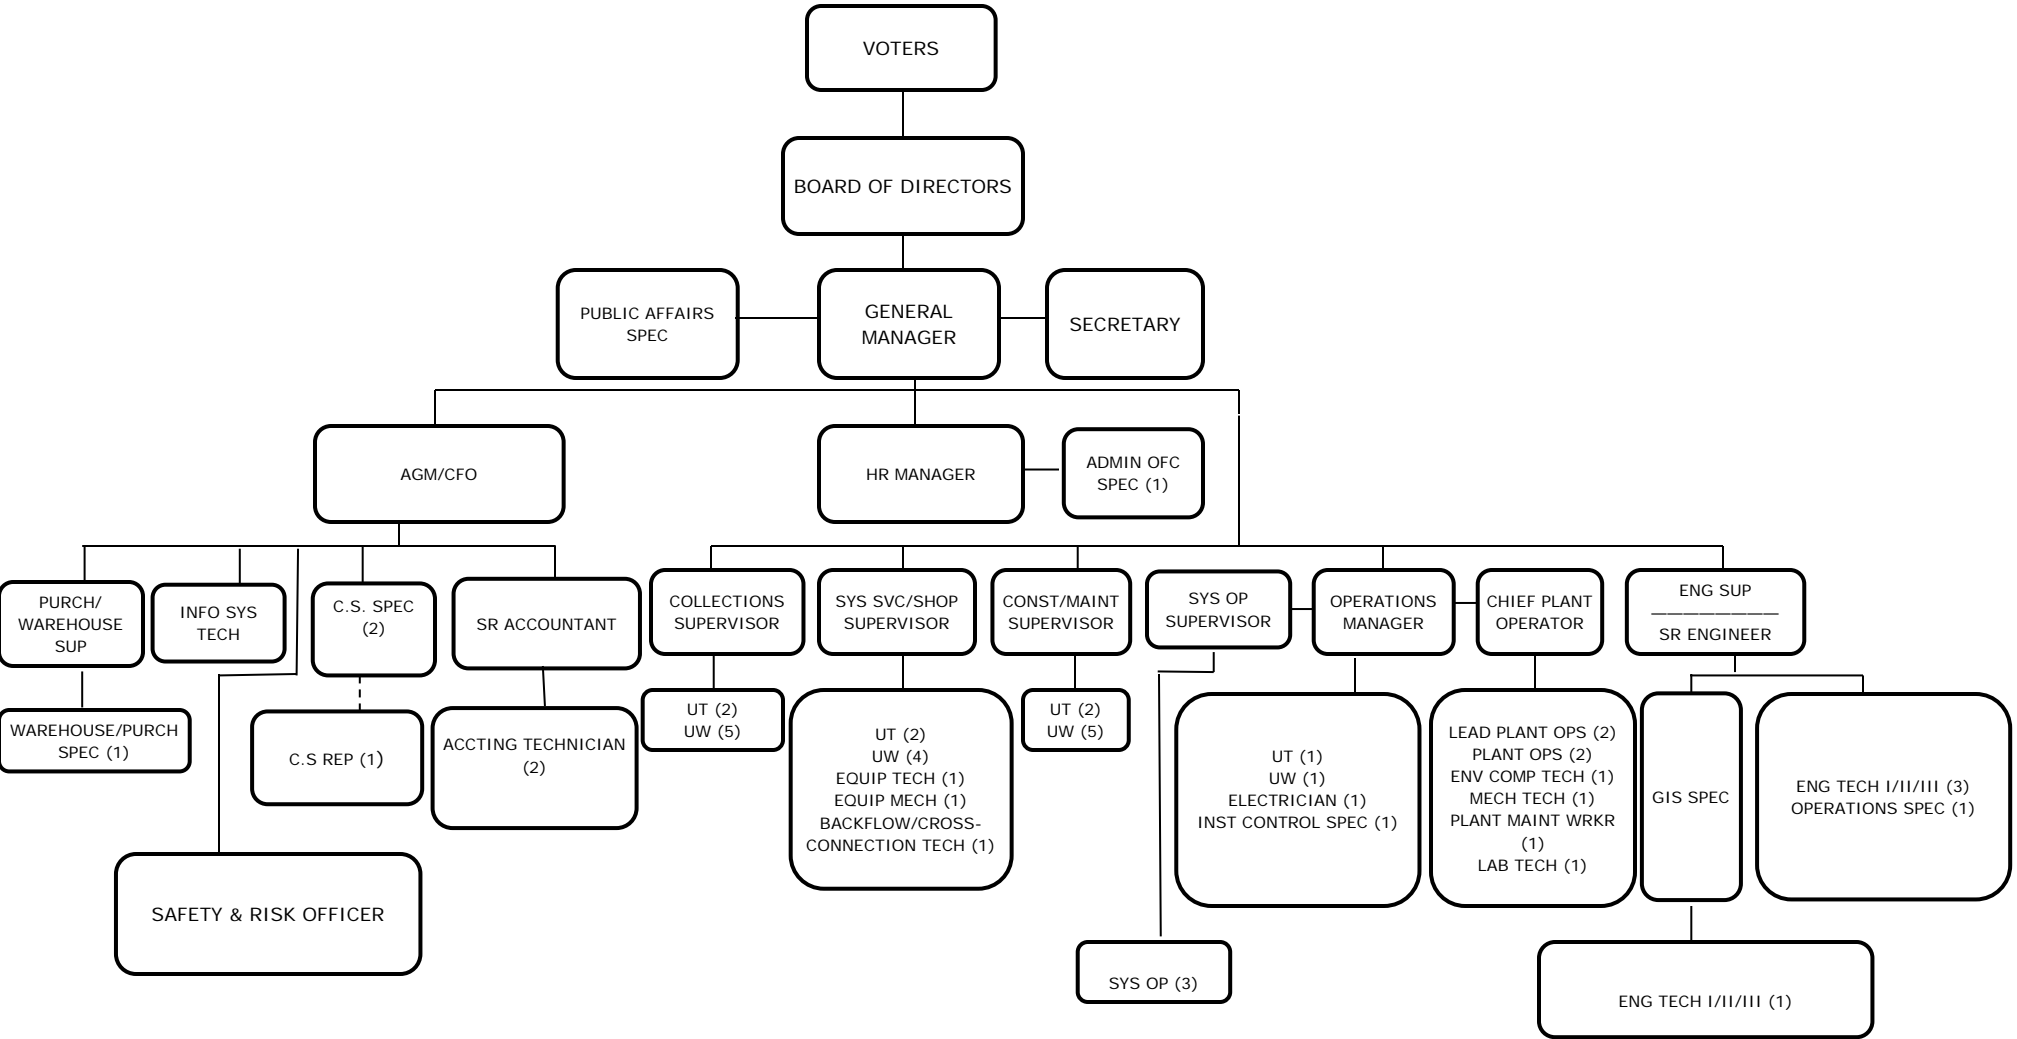 VOTERS
BOARD OF DIRECTORS
PUBLIC AFFAIRS
SPEC
GENERAL
MANAGER
SECRETARY
AGM/CFO
HR MANAGER
ADMIN OFC
SPEC (1)
PURCH/
WAREHOUSE
SUP
INFO SYS
TECH
C.S. SPEC
(2)
SR ACCOUNTANT
COLLECTIONS
SUPERVISOR
SYS SVC/SHOP
SUPERVISOR
CONST/MAINT
SUPERVISOR
SYS OP
SUPERVISOR
OPERATIONS
MANAGER
CHIEF PLANT
OPERATOR
ENG SUP
________________
SR ENGINEER
WAREHOUSE/PURCH
SPEC (1)
C.S REP (1)
ACCTING TECHNICIAN
(2)
UT (2)
UW (5)
UT (2)
UW (4)
EQUIP TECH (1)
EQUIP MECH (1)
BACKFLOW/CROSS-
CONNECTION TECH (1)
UT (2)
UW (5)
UT (1)
UW (1)
ELECTRICIAN (1)
INST CONTROL SPEC (1)
LEAD PLANT OPS (2)
PLANT OPS (2)
ENV COMP TECH (1)
MECH TECH (1)
PLANT MAINT WRKR
(1)
LAB TECH (1)
GIS SPEC
ENG TECH I/II/III (3)
OPERATIONS SPEC (1)
SAFETY & RISK OFFICER
SYS OP (3)
ENG TECH I/II/III (1)